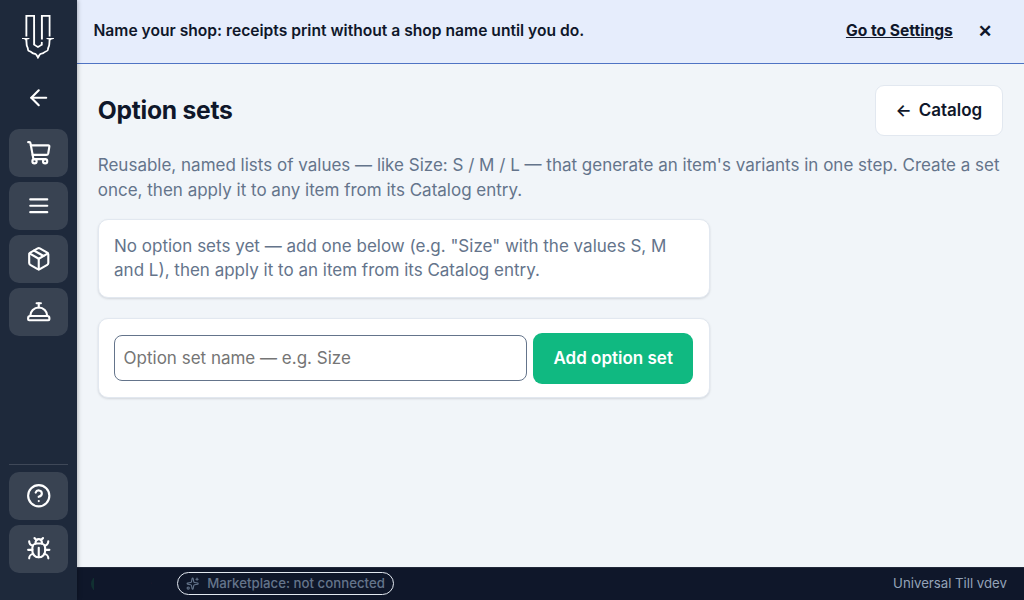 Name your shop: receipts print without a shop name until you do.
Go to Settings
Option sets
Catalog
Reusable, named lists of values — like Size: S / M / L — that generate an item's variants in one step. Create a set
once, then apply it to any item from its Catalog entry.
No option sets yet — add one below (e.g. "Size" with the values S, M
and L), then apply it to an item from its Catalog entry.
Option set name — e.g. Size
Add option set
Marketplace: not connected
Universal Till vdev